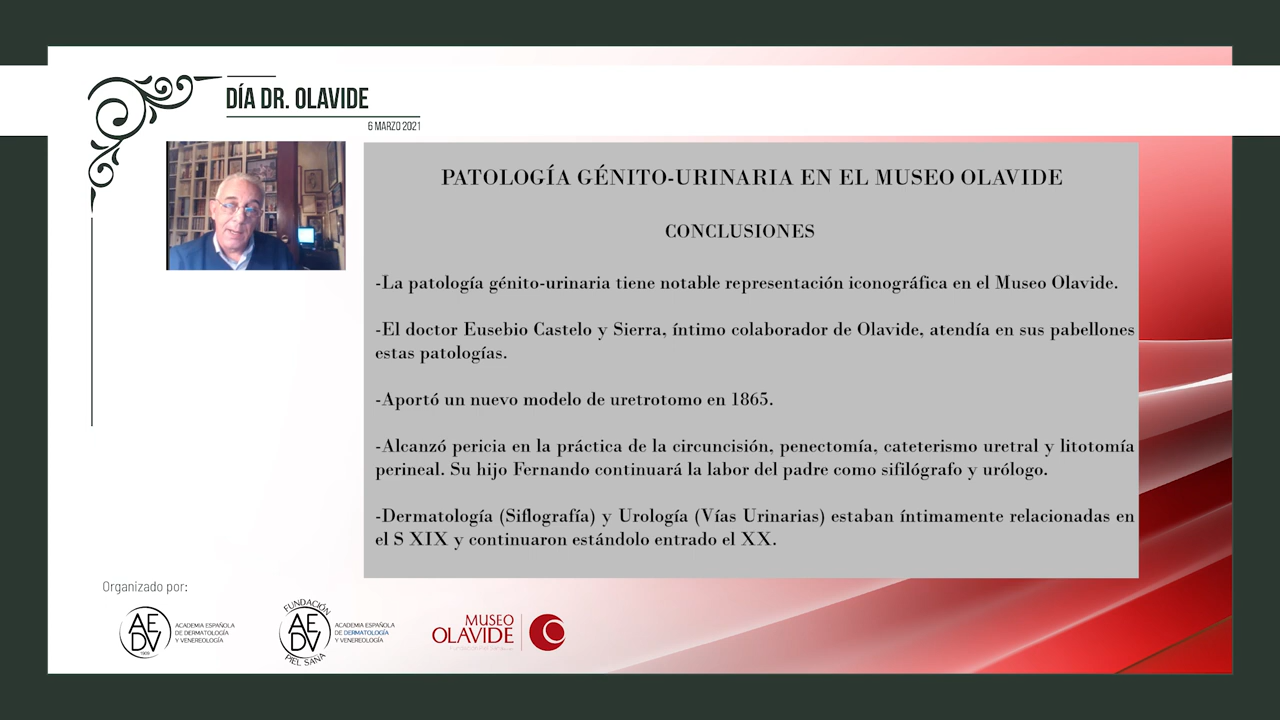 DÍA DR. OLAVIDE
6 MARZO 2021
PATOLOGÍA GÉNITO-URINARIA EN EL MUSEO OLAVIDE
CONCLUSIONES
-La patología génito-urinaria tiene notable representación iconográfica en el Museo Olavide.
-El doctor Eusebio Castelo y Sierra, íntimo colaborador de Olavide, atendía en sus pabellones
estas patologías.
-Aportó un nuevo modelo de uretrotomo en 1865.
-Alcanzó pericia en la práctica de la circuncisión, penectomía, cateterismo uretral y litotomía
perineal. Su hijo Fernando continuará la labor del padre como sifilógrafo y urólogo.
-Dermatología (Siflografía) y Urología (Vías Urinarias) estaban íntimamente relacionadas en
el S XIX y continuaron estándolo entrado el XX.
Organizado por:
AEDV
1909
ACADEMIA ESPAÑOLA
DE DERMATOLOGÍA
Y VENEREOLOGÍA
FUNDACIÓN
AEDV
PIEL SANA
ACADEMIA ESPAÑOLA
DE DERMATOLOGÍA
Y VENEREOLOGÍA
MUSEO
OLAVIDE